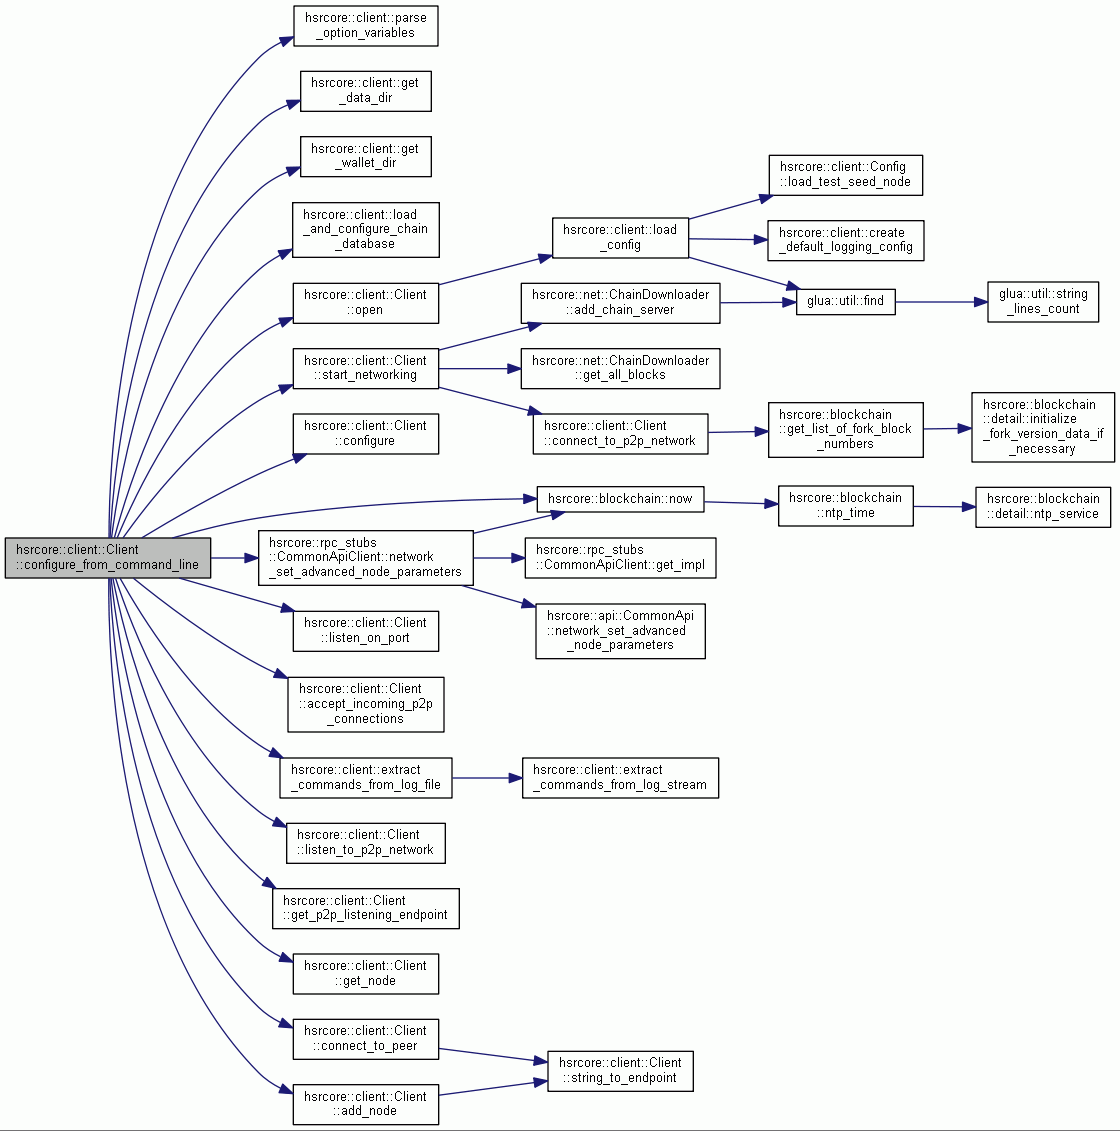 hsrcore::client::parse
_option_variables
hsrcore::client::get
_data_dir
hsrcore::client::get
_wallet_dir
hsrcore::client::load
_and_configure_chain
_database
hsrcore::client::Client
::open
hsrcore::client::Client
::start_networking
hsrcore::client::Client
::configure
hsrcore::client::Client
::configure_from_command_line
hsrcore::rpc_stubs
::CommonApiClient::network
_set_advanced_node_parameters
hsrcore::client::Client
::listen_on_port
hsrcore::client::Client
::accept_incoming_p2p
_connections
hsrcore::client::extract
_commands_from_log_file
hsrcore::client::Client
::listen_to_p2p_network
hsrcore::client::Client
::get_p2p_listening_endpoint
hsrcore::client::Client
::get_node
hsrcore::client::Client
::connect_to_peer
hsrcore::client::Client
::add_node
hsrcore::client::load
_config
hsrcore::net::ChainDownloader
::add_chain_server
hsrcore::net::ChainDownloader
::get_all_blocks
hsrcore::client::Client
::connect_to_p2p_network
hsrcore::blockchain::now
hsrcore::rpc_stubs
::CommonApiClient::get_impl
hsrcore::api::CommonApi
::network_set_advanced
_node_parameters
hsrcore::client::extract
_commands_from_log_stream
hsrcore::client::Client
::string_to_endpoint
hsrcore::client::Config
::load_test_seed_node
hsrcore::client::create
_default_logging_config
glua::util::find
hsrcore::blockchain
::get_list_of_fork_block
_numbers
hsrcore::blockchain
::ntp_time
glua::util::string
_lines_count
hsrcore::blockchain
::detail::initialize
_fork_version_data_if
_necessary
hsrcore::blockchain
::detail::ntp_service